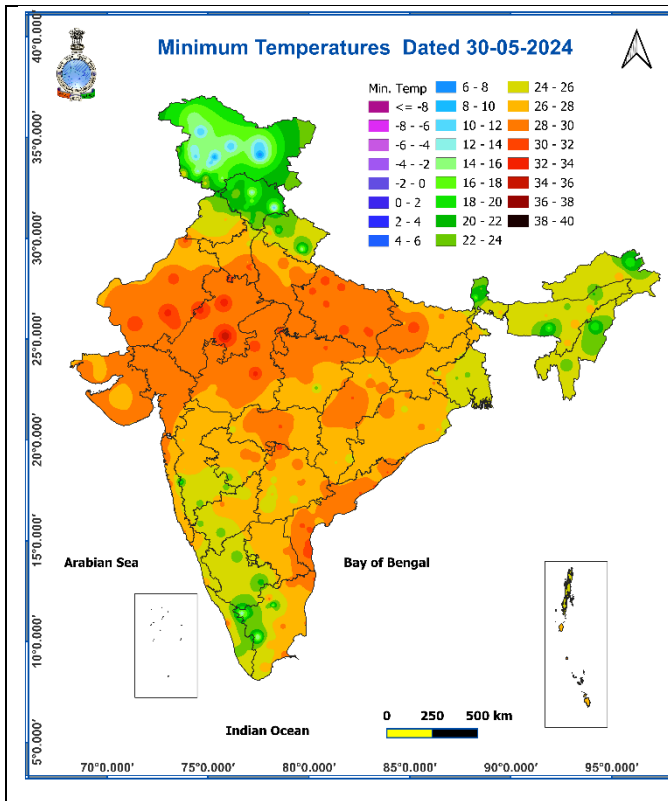 Minimum Temperatures Dated 30-05-2024
Min. Temp
<= -8
-8 - -6
-6 - -4
-4 - -2
-2 - 0
0 - 2
2 - 4
4 - 6
6 - 8
8 - 10
10 - 12
12 - 14
14 - 16
16 - 18
18 - 20
20 - 22
22 - 24
24 - 26
26 - 28
28 - 30
30 - 32
32 - 34
34 - 36
36 - 38
38 - 40
40°0.000'
35°0.000'
30°0.000'
25°0.000'
20°0.000'
15°0.000'
10°0.000'
5°0.000'
Arabian Sea
Bay of Bengal
Indian Ocean
0 250 500 km
70°0.000' 75°0.000' 80°0.000' 85°0.000' 90°0.000' 95°0.000'